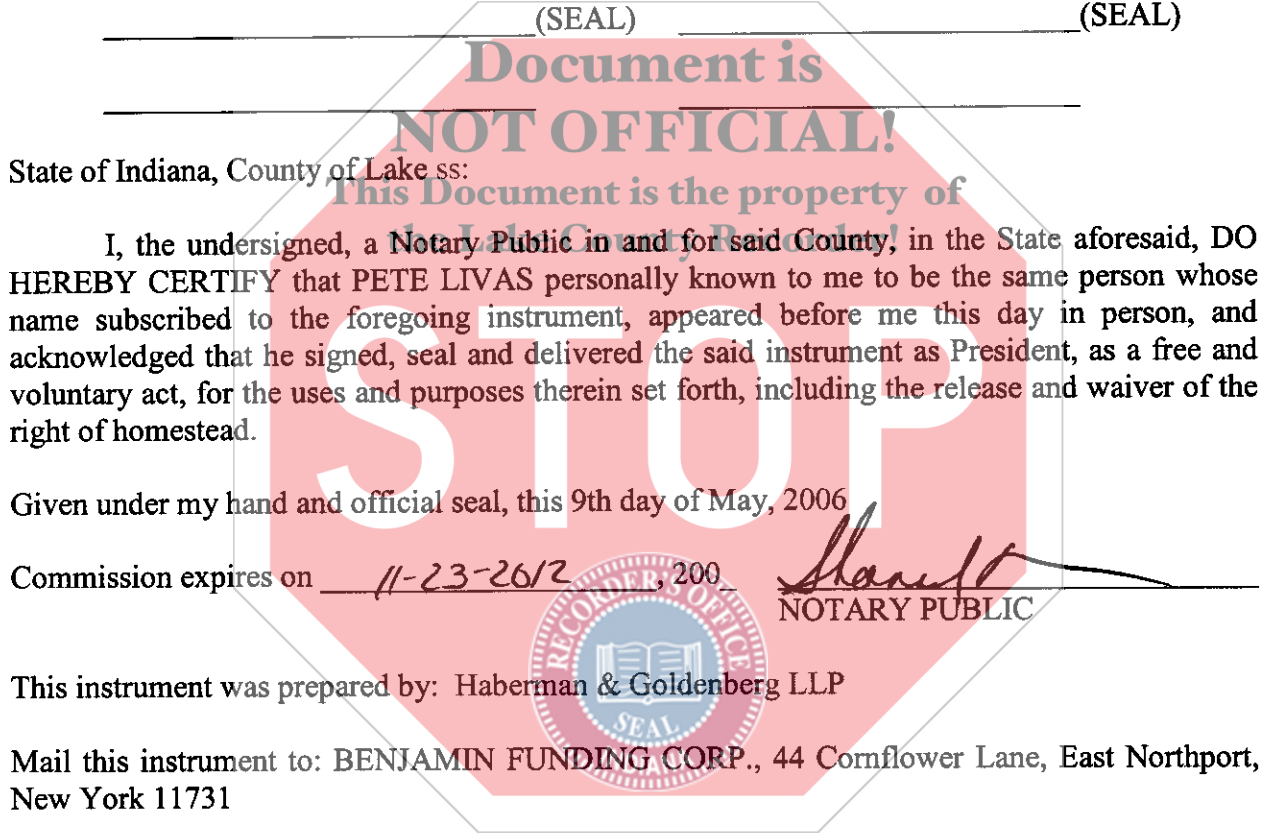 (SEAL) (SEAL)
Document is
NOT OFFICIAL!
State of Indiana, County of Lake ss:
This Document is the property of
the Lake County Recorder!
I, the undersigned, a Notary Public in and for said County, in the State aforesaid, DO
HEREBY CERTIFY that PETE LIVAS personally known to me to be the same person whose
name subscribed to the foregoing instrument, appeared before me this day in person, and
acknowledged that he signed, seal and delivered the said instrument as President, as a free and
voluntary act, for the uses and purposes therein set forth, including the release and waiver of the
right of homestead.
STOP
Given under my hand and official seal, this 9th day of May, 2006
Commission expires on 11-23-2012, 200_
NOTARY PUBLIC
RECORDER'S OFFICE
SEAL
This instrument was prepared by: Haberman & Goldenberg LLP
Mail this instrument to: BENJAMIN FUNDING CORP., 44 Cornflower Lane, East Northport,
New York 11731